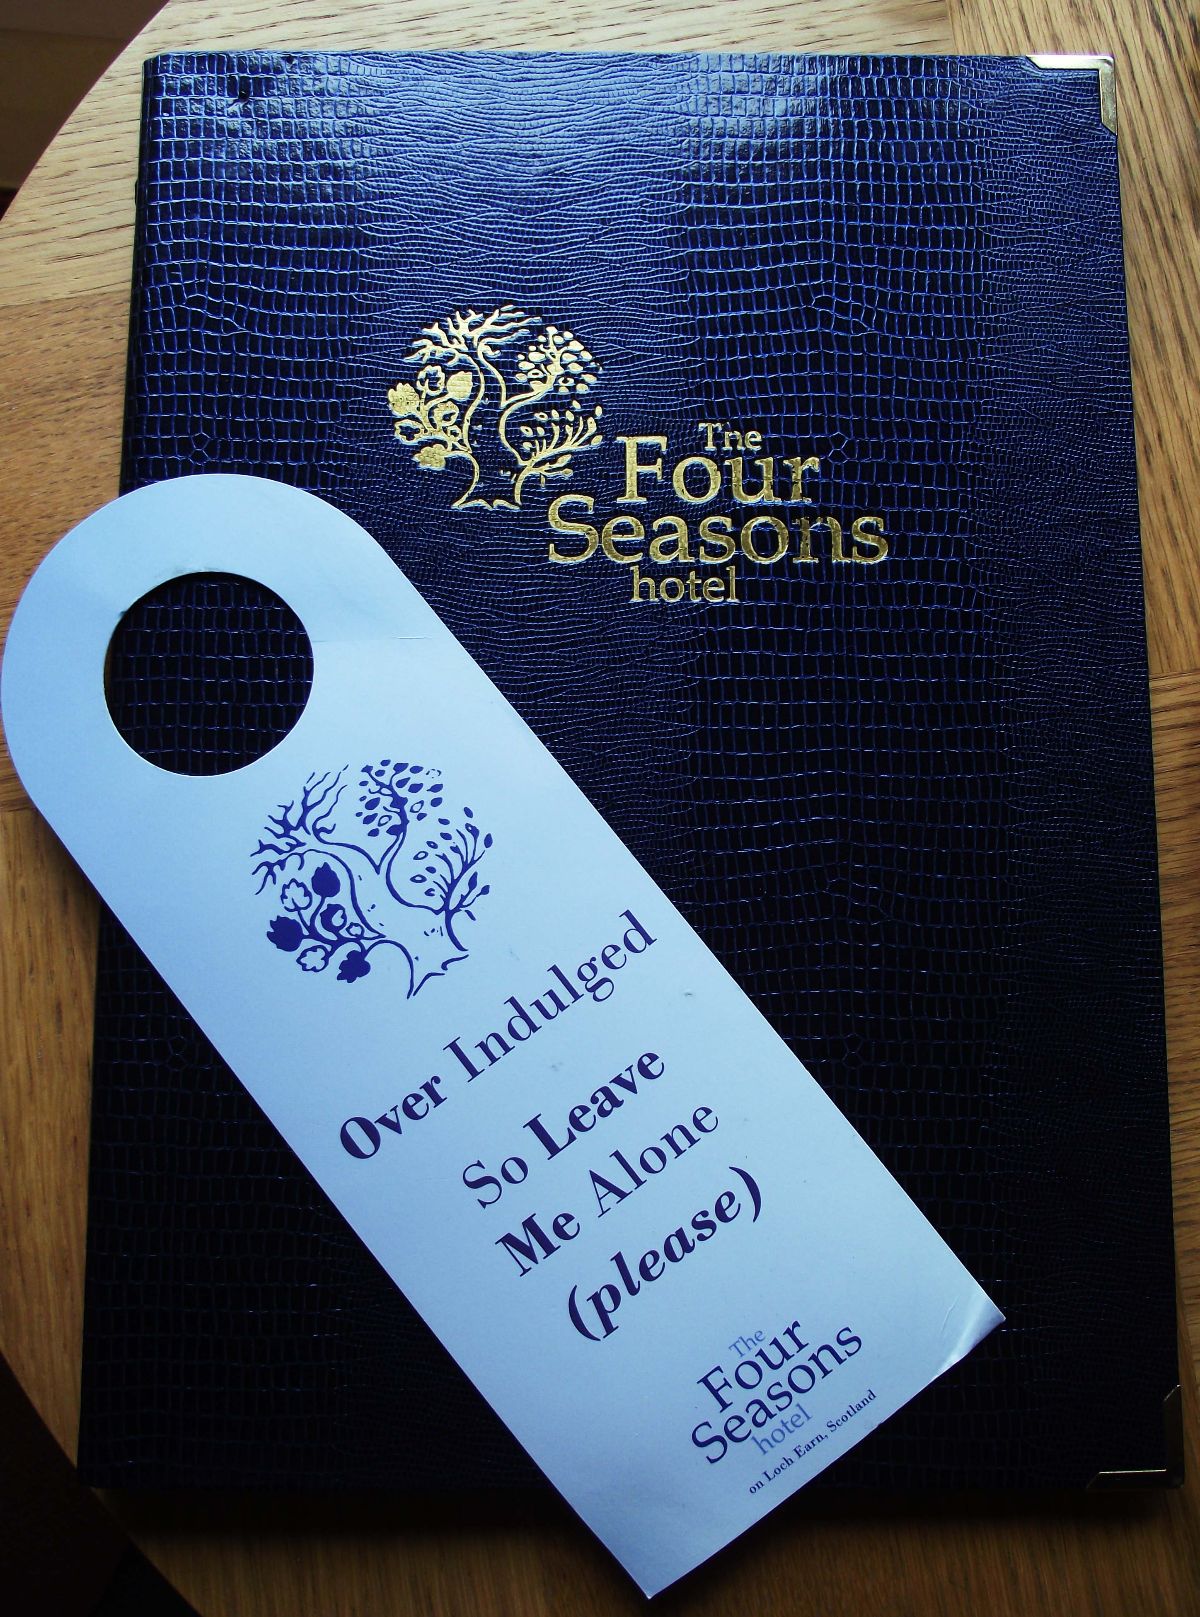 The
Four
Seasons
hotel
Over Indulged
So Leave
Me Alone
(please)
The
Four
Seasons
hotel
on Loch Earn, Scotland